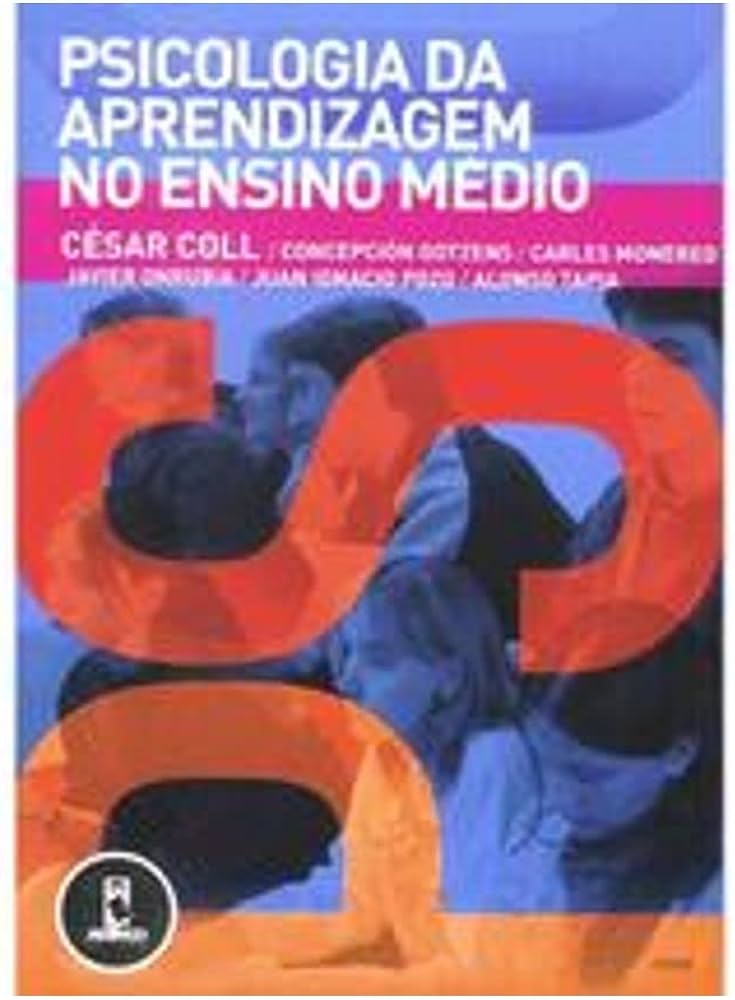 PSICOLOGIA DA
APRENDIZAGEM
NO ENSINO MÉDIO
CÉSAR COLL / CONCEPCIÓN GOTZENS / CARLES MONEREO
JAVIER ONRUBIA / JUAN IGNACIO POZO / ALONSO TAPIA